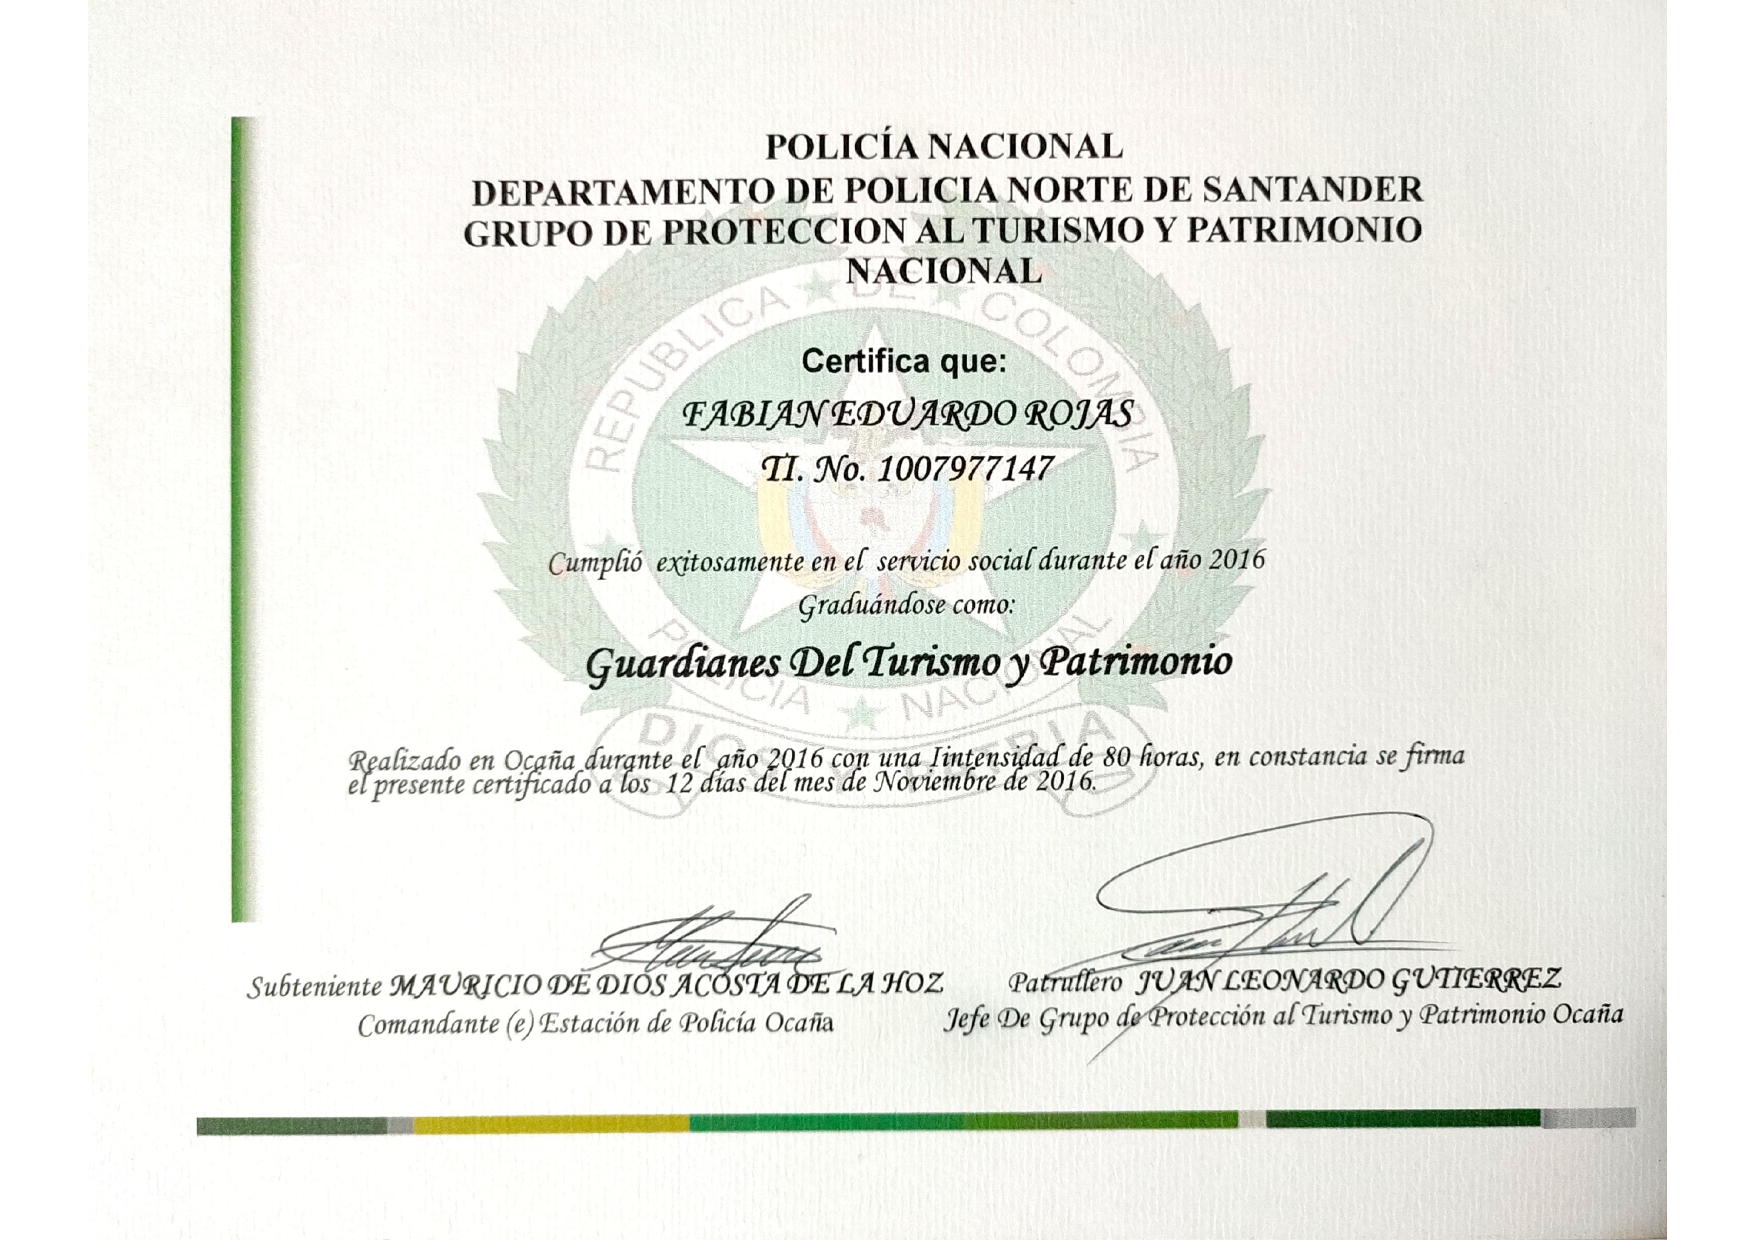 POLICÍA NACIONAL
DEPARTAMENTO DE POLICIA NORTE DE SANTANDER
GRUPO DE PROTECCION AL TURISMO Y PATRIMONIO
NACIONAL
REPUBLICA DE COLOMBIA
Certifica que:
FABIAN EDUARDO ROJAS
TI. No. 1007977147
Cumplió exitosamente en el servicio social durante el año 2016
Graduándose como:
Guardianes Del Turismo y Patrimonio
POLICIA NACIONAL
DIOS Y PATRIA
Realizado en Ocaña durante el año 2016 con una Iintensidad de 80 horas, en constancia se firma
el presente certificado a los 12 días del mes de Noviembre de 2016.
Subteniente MAURICIO DE DIOS ACOSTA DE LA HOZ
Comandante (e) Estación de Policía Ocaña
Patrullero JUAN LEONARDO GUTIERREZ
Jefe De Grupo de Protección al Turismo y Patrimonio Ocaña